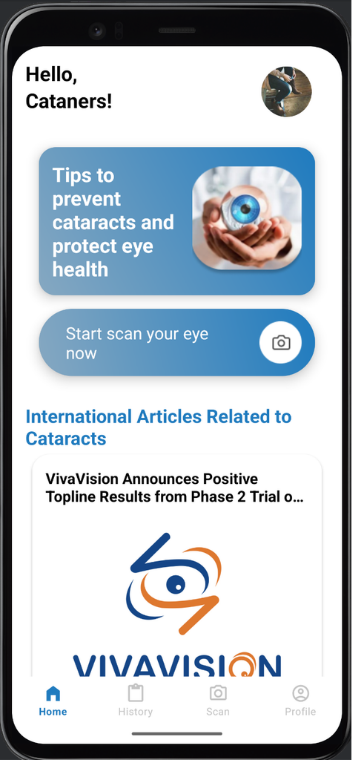 Hello,
Cataners!
Tips to
prevent
cataracts and
protect eye
health
Start scan your eye
now
International Articles Related to
Cataracts
VivaVision Announces Positive
Topline Results from Phase 2 Trial o...
VIVAVISION
Home
History
Scan
Profile